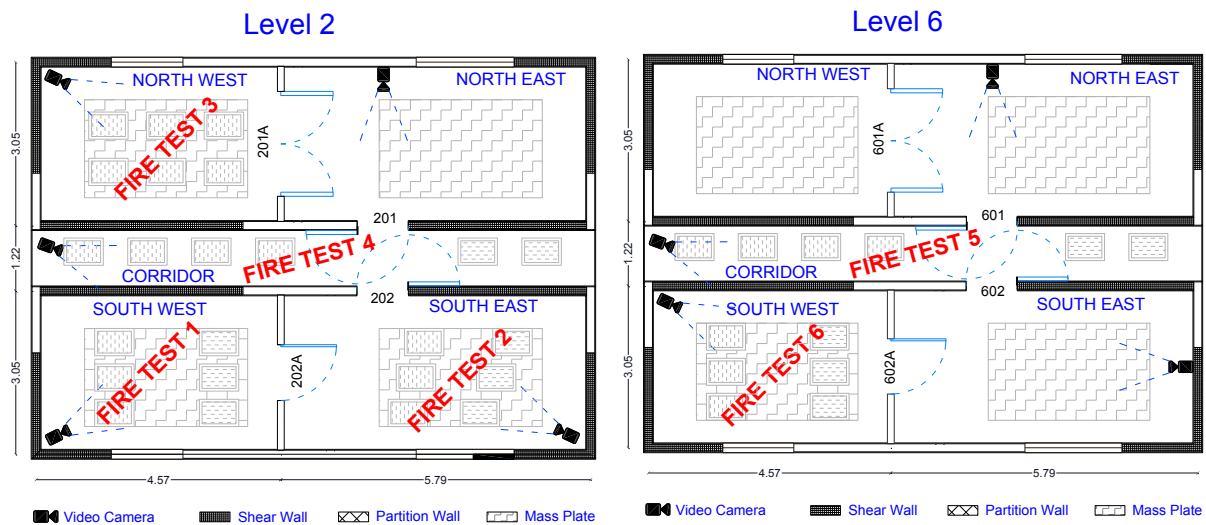 Level 2
NORTH WEST
NORTH EAST
FIRE TEST 3
201A
3.05
201
1.22
CORRIDOR
FIRE TEST 4
202
SOUTH WEST
SOUTH EAST
FIRE TEST 1
202A
FIRE TEST 2
3.05
4.57
5.79
Video Camera
Shear Wall
Partition Wall
Mass Plate
Level 6
NORTH WEST
NORTH EAST
601A
3.05
601
1.22
CORRIDOR
FIRE TEST 5
602
SOUTH WEST
SOUTH EAST
FIRE TEST 6
602A
3.05
4.57
5.79
Video Camera
Shear Wall
Partition Wall
Mass Plate